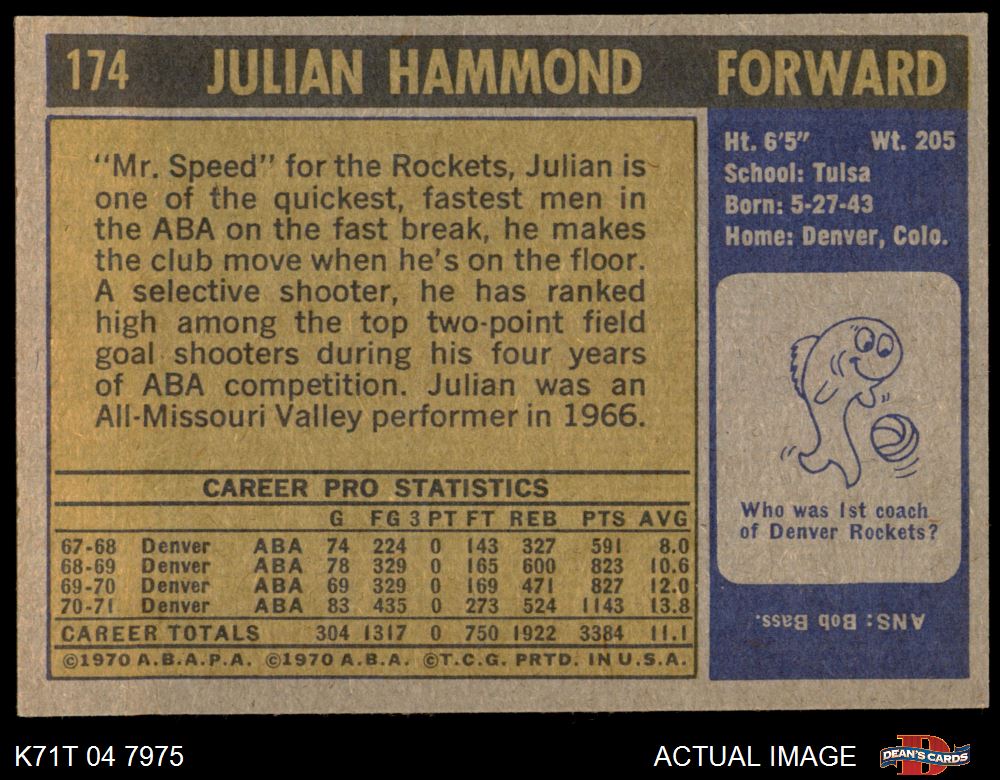 174 JULIAN HAMMOND FORWARD
"Mr. Speed" for the Rockets, Julian is
one of the quickest, fastest men in
the ABA on the fast break, he makes
the club move when he's on the floor.
A selective shooter, he has ranked
high among the top two-point field
goal shooters during his four years
of ABA competition. Julian was an
All-Missouri Valley performer in 1966.
Ht. 6'5" Wt. 205
School: Tulsa
Born: 5-27-43
Home: Denver, Colo.
Who was 1st coach
of Denver Rockets?
ANS: Bob Bass.
CAREER PRO STATISTICS
G FG 3 PT FT REB PTS AVG
67-68 Denver ABA 74 224 0 143 327 591 8.0
68-69 Denver ABA 78 329 0 165 600 823 10.6
69-70 Denver ABA 69 329 0 169 471 827 12.0
70-71 Denver ABA 83 435 0 273 524 1143 13.8
CAREER TOTALS 304 1317 0 750 1922 3384 11.1
©1970 A.B.A.P.A. ©1970 A.B.A. ©T.C.G. PRTD. IN U.S.A.
K71T 04 7975
ACTUAL IMAGE
DEAN'S CARDS